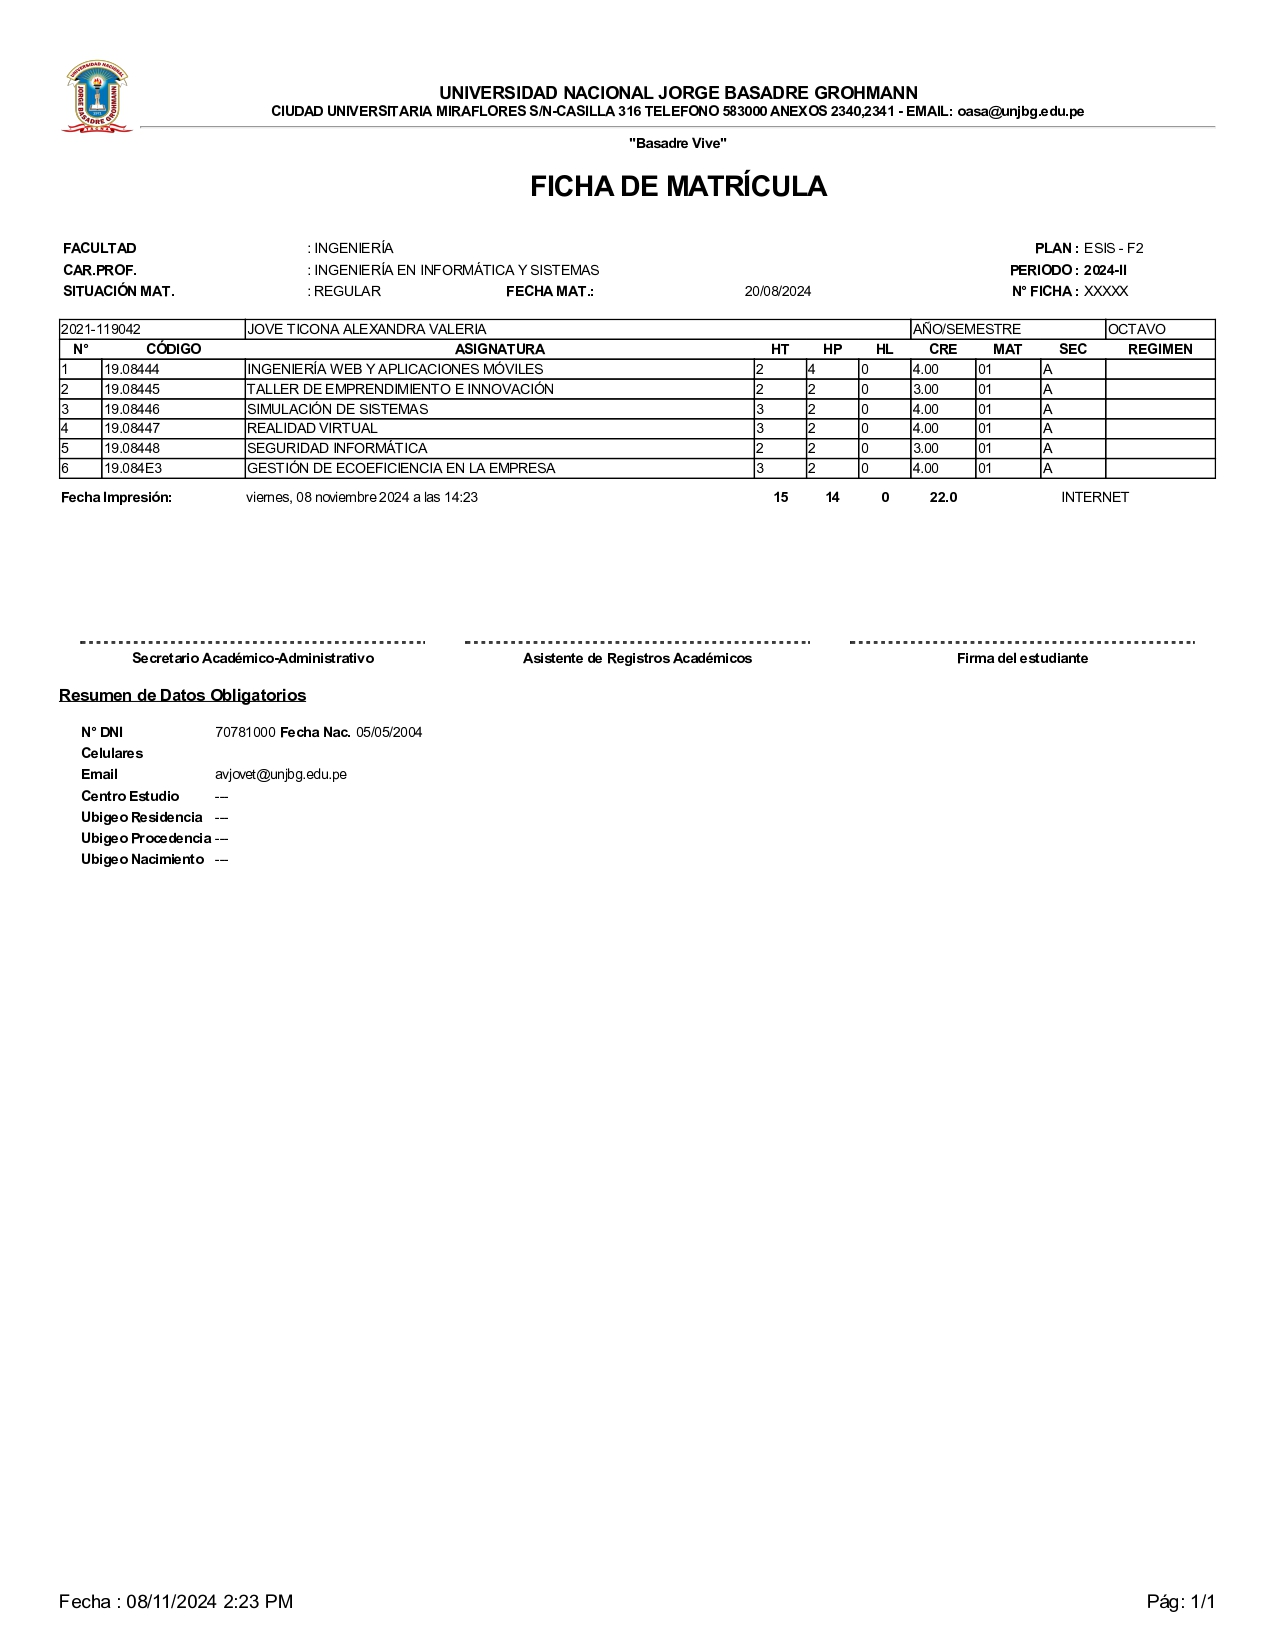 UNIVERSIDAD NACIONAL JORGE BASADRE GROHMANN
CIUDAD UNIVERSITARIA MIRAFLORES S/N-CASILLA 316 TELEFONO 583000 ANEXOS 2340,2341 - EMAIL: oasa@unjbg.edu.pe
"Basadre Vive"
FICHA DE MATRÍCULA
FACULTAD : INGENIERÍA PLAN : ESIS - F2
CAR.PROF. : INGENIERÍA EN INFORMÁTICA Y SISTEMAS PERIODO : 2024-II
SITUACIÓN MAT. : REGULAR FECHA MAT.: 20/08/2024 N° FICHA : XXXXX
2021-119042 JOVE TICONA ALEXANDRA VALERIA AÑO/SEMESTRE OCTAVO
N° CÓDIGO ASIGNATURA HT HP HL CRE MAT SEC REGIMEN
1 19.08444 INGENIERÍA WEB Y APLICACIONES MÓVILES 2 4 0 4.00 01 A
2 19.08445 TALLER DE EMPRENDIMIENTO E INNOVACIÓN 2 2 0 3.00 01 A
3 19.08446 SIMULACIÓN DE SISTEMAS 3 2 0 4.00 01 A
4 19.08447 REALIDAD VIRTUAL 3 2 0 4.00 01 A
5 19.08448 SEGURIDAD INFORMÁTICA 2 2 0 3.00 01 A
6 19.084E3 GESTIÓN DE ECOEFICIENCIA EN LA EMPRESA 3 2 0 4.00 01 A
Fecha Impresión: viernes, 08 noviembre 2024 a las 14:23 15 14 0 22.0 INTERNET
Secretario Académico-Administrativo Asistente de Registros Académicos Firma del estudiante
Resumen de Datos Obligatorios
N° DNI 70781000 Fecha Nac. 05/05/2004
Celulares
Email avjovet@unjbg.edu.pe
Centro Estudio ---
Ubigeo Residencia ---
Ubigeo Procedencia ---
Ubigeo Nacimiento ---
Fecha : 08/11/2024 2:23 PM Pág: 1/1